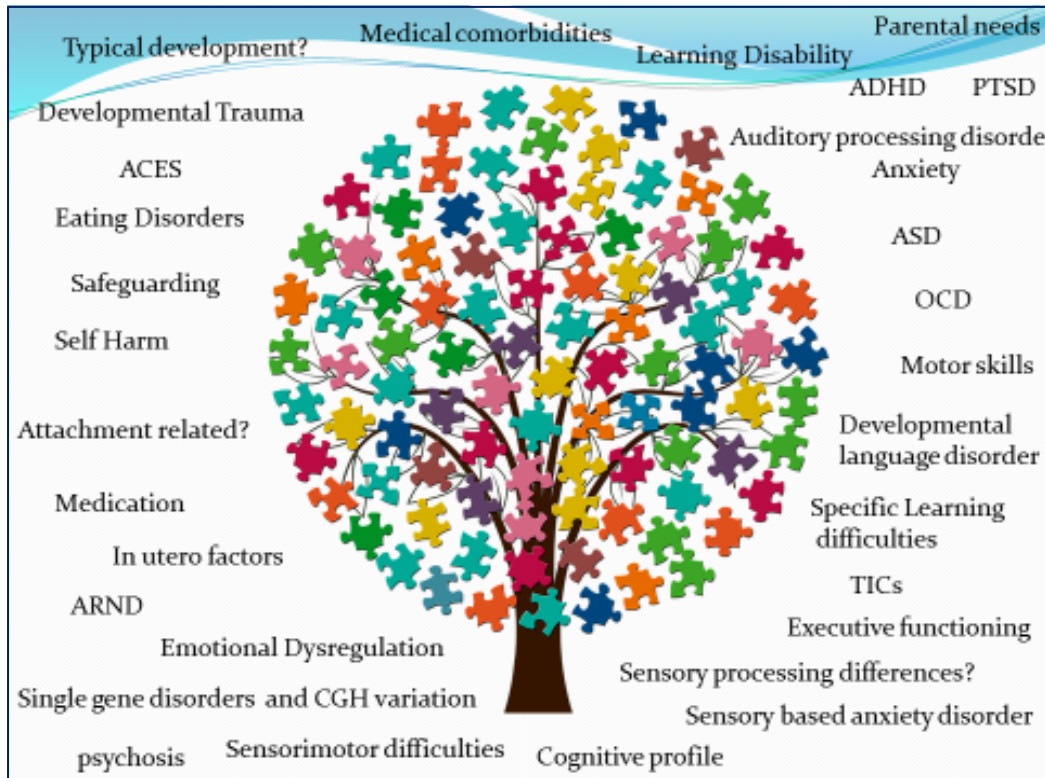 Typical development?
Medical comorbidities
Learning Disability
Parental needs
ADHD
PTSD
Developmental Trauma
Auditory processing disorde
ACES
Anxiety
Eating Disorders
ASD
Safeguarding
OCD
Self Harm
Motor skills
Attachment related?
Developmental
language disorder
Medication
Specific Learning
difficulties
In utero factors
TICs
ARND
Executive functioning
Emotional Dysregulation
Sensory processing differences?
Single gene disorders and CGH variation
Sensory based anxiety disorder
psychosis
Sensorimotor difficulties
Cognitive profile